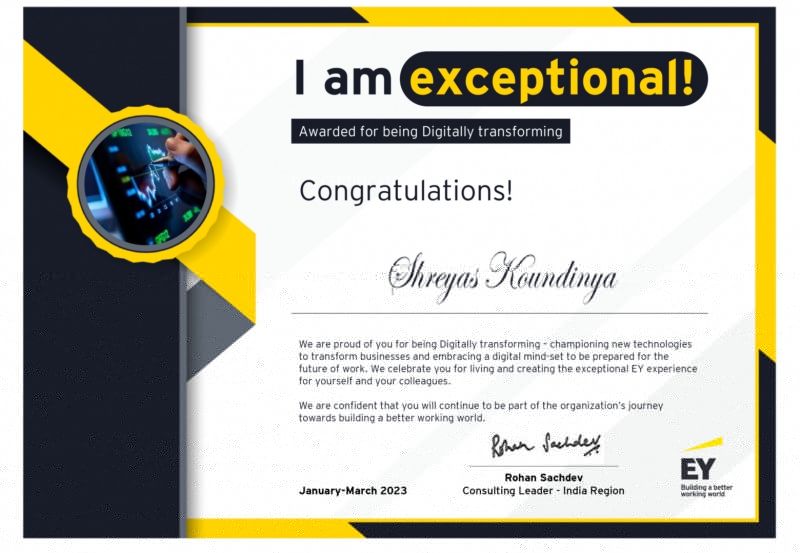 I am exceptional!
Awarded for being Digitally transforming
Congratulations!
Shreyas Koundinya
We are proud of you for being Digitally transforming – championing new technologies
to transform businesses and embracing a digital mind-set to be prepared for the
future of work. We celebrate you for living and creating the exceptional EY experience
for yourself and your colleagues.
We are confident that you will continue to be part of the organization's journey
towards building a better working world.
Rohan Sachdev
Rohan Sachdev
January-March 2023
Consulting Leader - India Region
EY
Building a better
working world